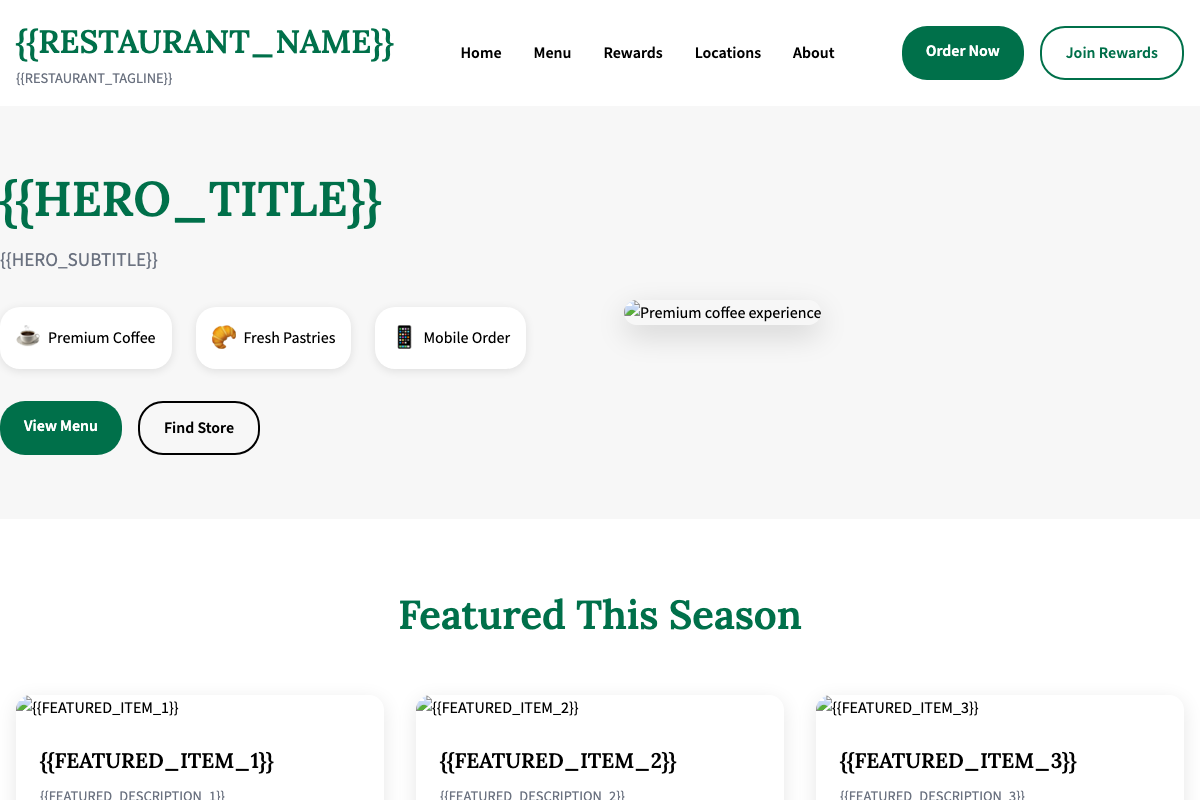 {{RESTAURANT_NAME}}
{{RESTAURANT_TAGLINE}}
Home Menu Rewards Locations About
Order Now Join Rewards
{{HERO_TITLE}}
{{HERO_SUBTITLE}}
☕ Premium Coffee 🥐 Fresh Pastries 📱 Mobile Order
Premium coffee experience
View Menu Find Store
Featured This Season
{{FEATURED_ITEM_1}} {{FEATURED_ITEM_2}} {{FEATURED_ITEM_3}}
{{FEATURED_ITEM_1}} {{FEATURED_ITEM_2}} {{FEATURED_ITEM_3}}
{{FEATURED_DESCRIPTION_1}} {{FEATURED_DESCRIPTION_2}} {{FEATURED_DESCRIPTION_3}}